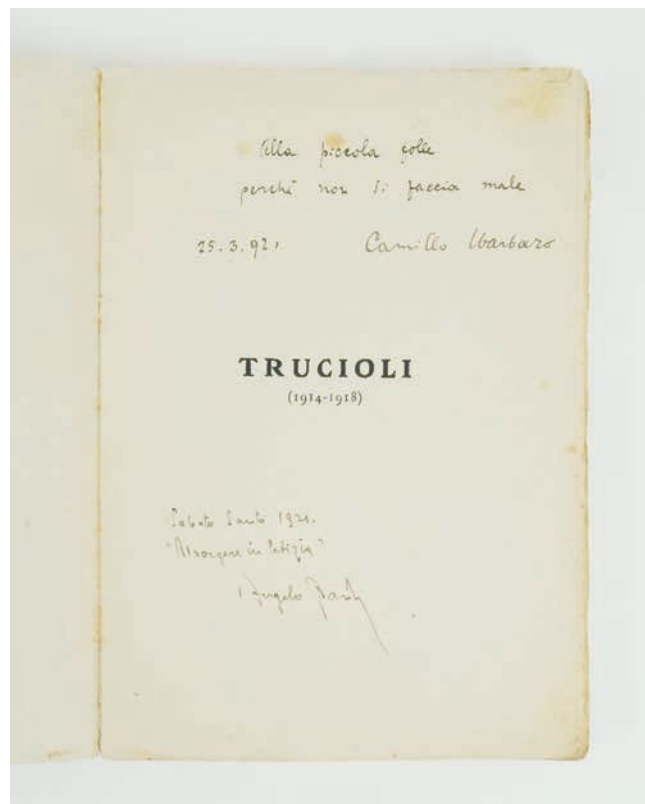 Alla piccola folle
perché non si faccia male
25.3.921 Camillo Sbarbaro
TRUCIOLI
(1914-1918)
Sabato Santo 1921.
"Risorgere in letizia"
Angelo